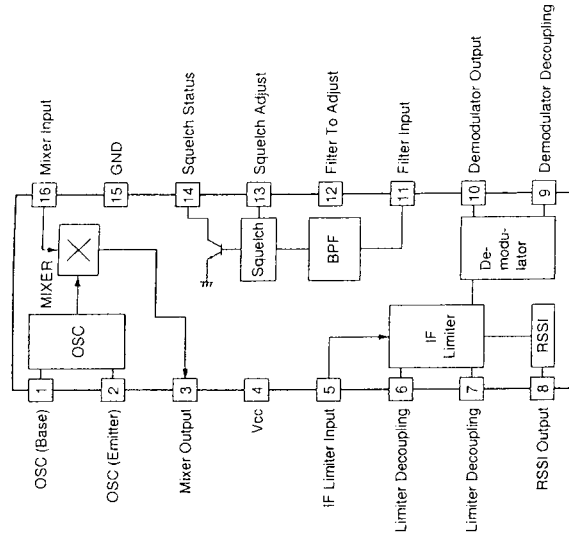 OSC (Base)
1
OSC (Emitter)
2
Mixer Output
3
Vcc
4
IF Limiter Input
5
Limiter Decoupling
6
Limiter Decoupling
7
RSSI Output
8
OSC
MIXER
IF
Limiter
RSSI
De-
modu-
lator
Squelch
BPF
16
Mixer Input
15
GND
14
Squelch Status
13
Squelch Adjust
12
Filter To Adjust
11
Filter Input
10
Demodulator Output
9
Demodulator Decoupling